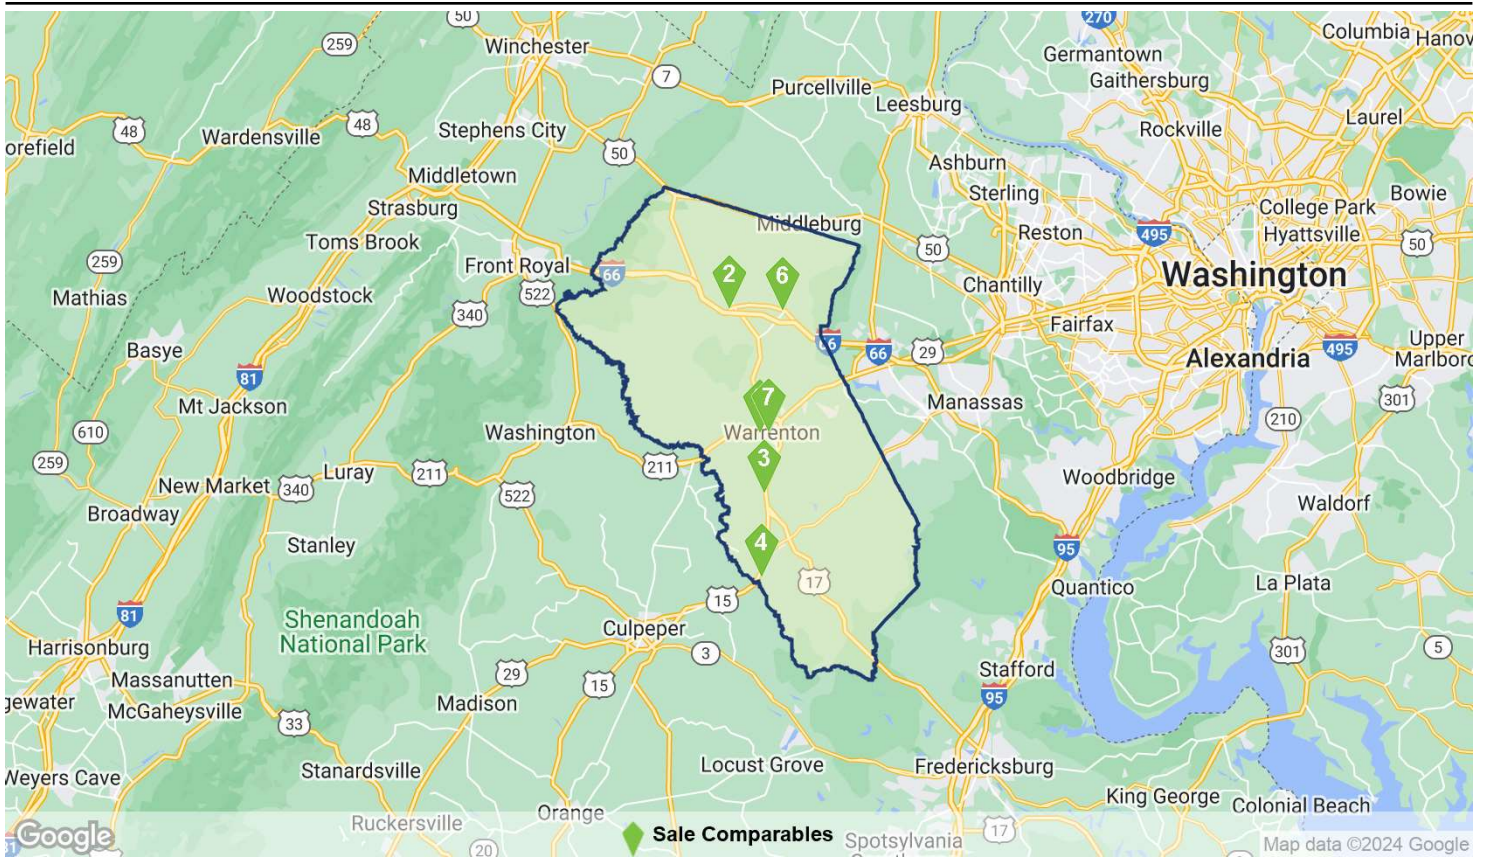 50
270
Columbia
Hanov
259
Winchester
Germantown
7
Gaithersburg
Purcellville
Leesburg
Laurel
48
48
Stephens City
Rockville
Wardensville
orefield
50
Ashburn
Middletown
Sterling
Bowie
Strasburg
College Park
Middleburg
495
Hyattsville
Toms Brook
Reston
50
50
259
Front Royal
66
2
6
Washington
Mathias
Woodstock
522
Chantilly
340
Fairfax
66
66
29
Upper
Marlboro
Basye
495
Alexandria
81
7
301
Mt Jackson
Manassas
210
610
Washington
Warrenton
259
Luray
211
211
3
Woodbridge
New Market
340
522
Waldorf
Broadway
Stanley
4
95
17
Quantico
La Plata
15
81
Shenandoah
National Park
Culpeper
Harrisonburg
3
301
5
29
Stafford
Massanutten
15
95
gewater
McGaheysville
Madison
33
Locust Grove
Fredericksburg
Weyers Cave
Stanardsville
King George
Colonial Beach
Orange
Ruckersville
17
Google
Sale Comparables
Spotsylvania
81
20
Map data ©2024 Google